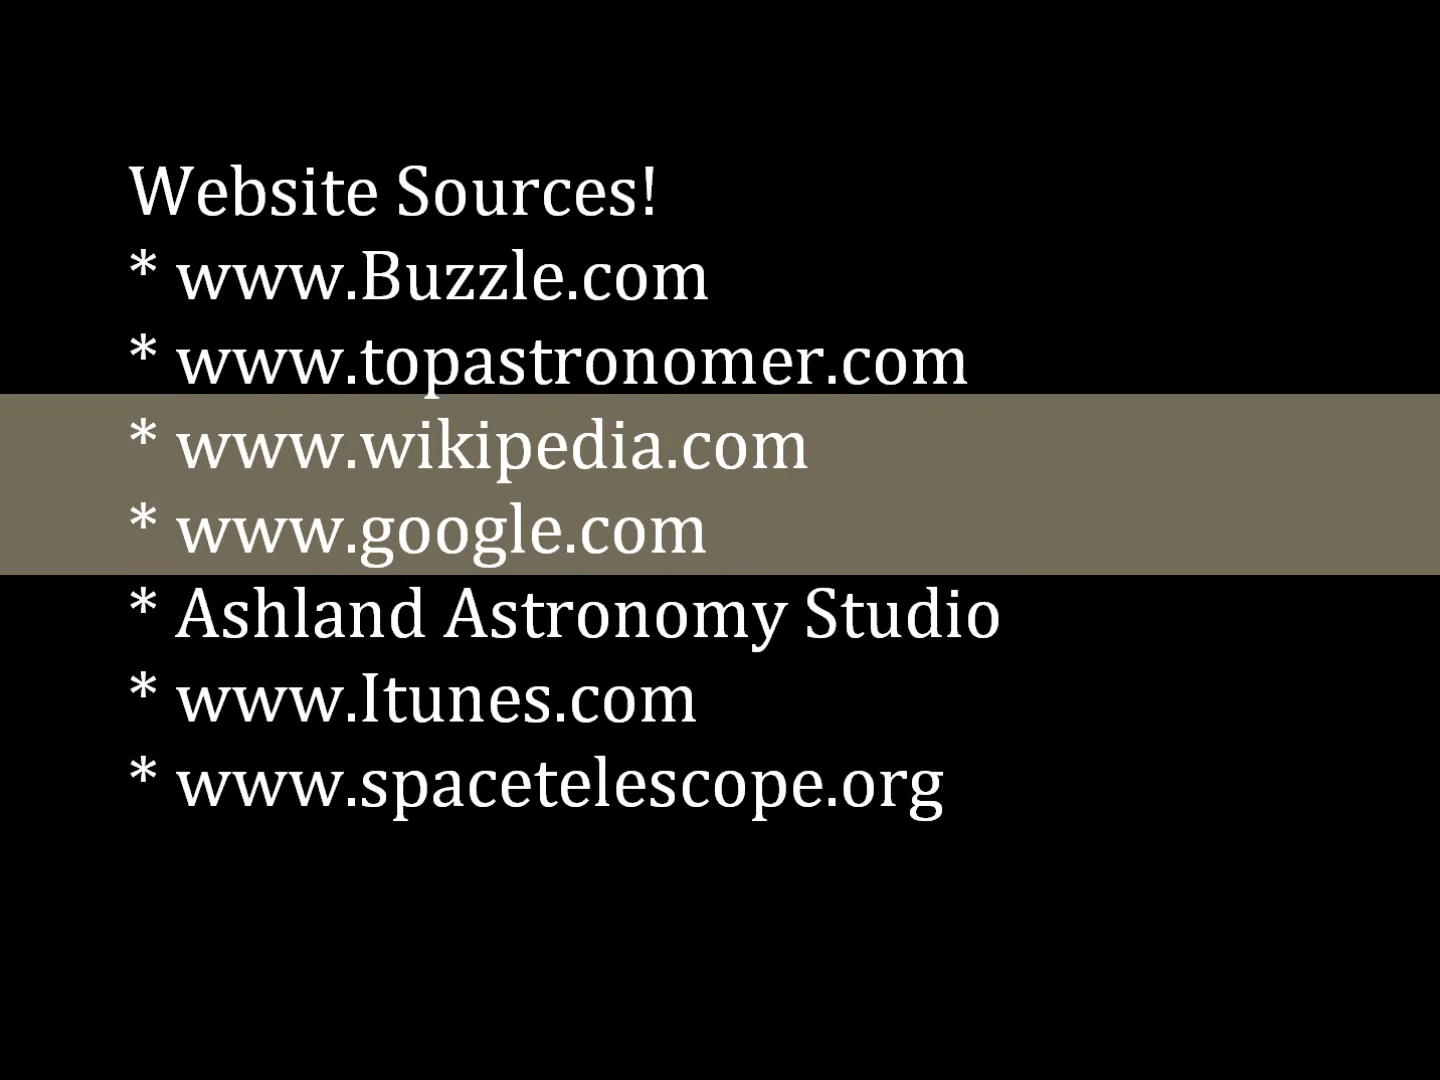 Website Sources!
* www.Buzzle.com
* www.topastronomer.com
* www.wikipedia.com
* www.google.com
* Ashland Astronomy Studio
* www.Itunes.com
* www.spacetelescope.org